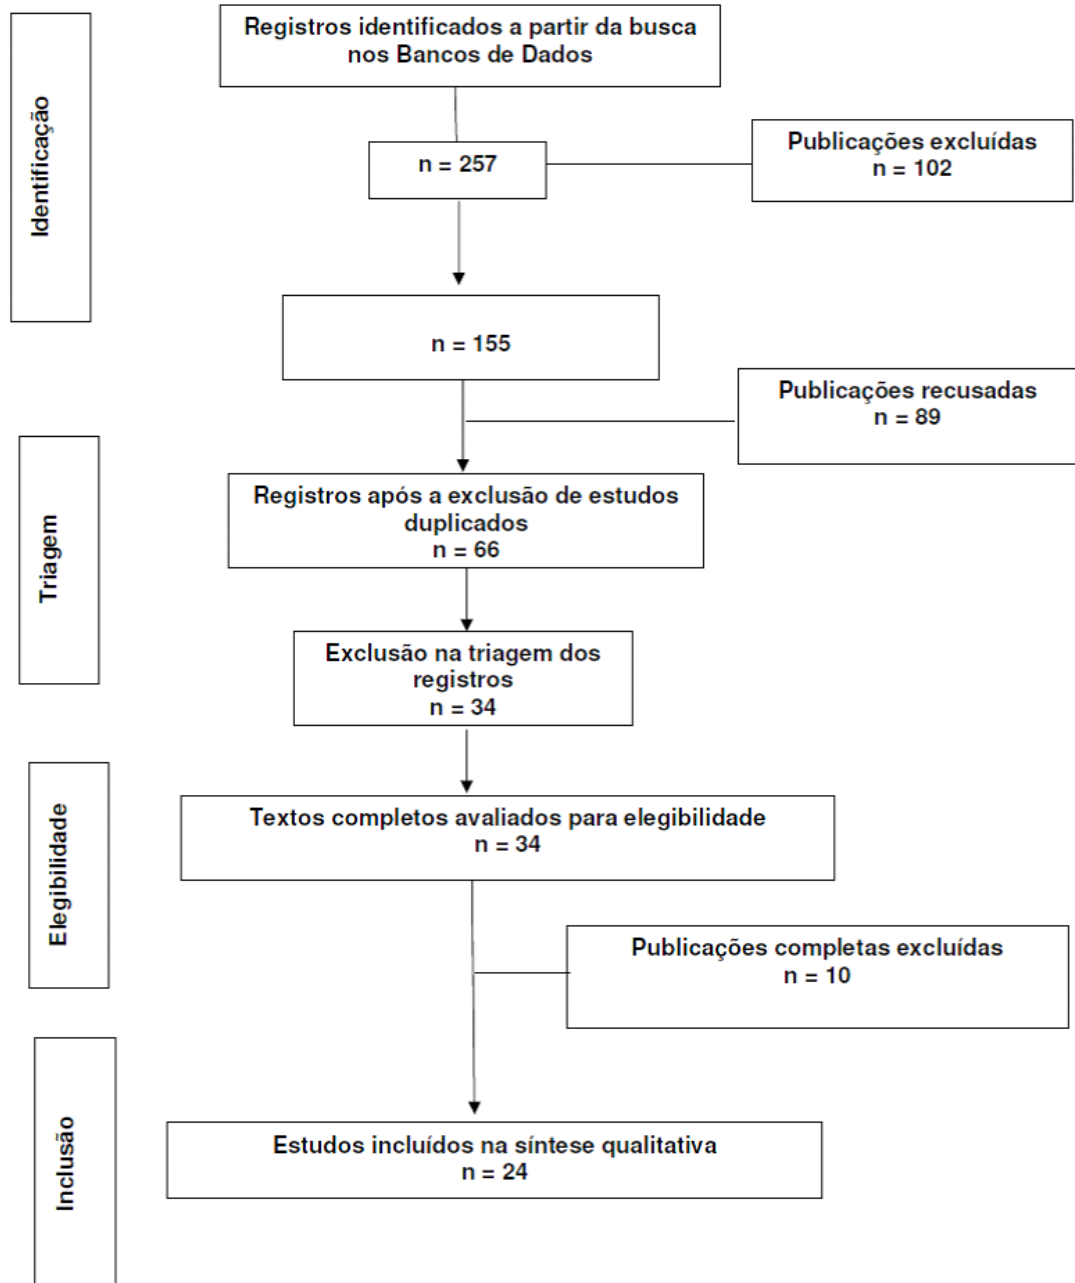 Identificação
Registros identificados a partir da busca
nos Bancos de Dados
n = 257
Publicações excluídas
n = 102
n = 155
Publicações recusadas
n = 89
Triagem
Registros após a exclusão de estudos
duplicados
n = 66
Exclusão na triagem dos
registros
n = 34
Elegibilidade
Textos completos avaliados para elegibilidade
n = 34
Publicações completas excluídas
n = 10
Inclusão
Estudos incluídos na síntese qualitativa
n = 24